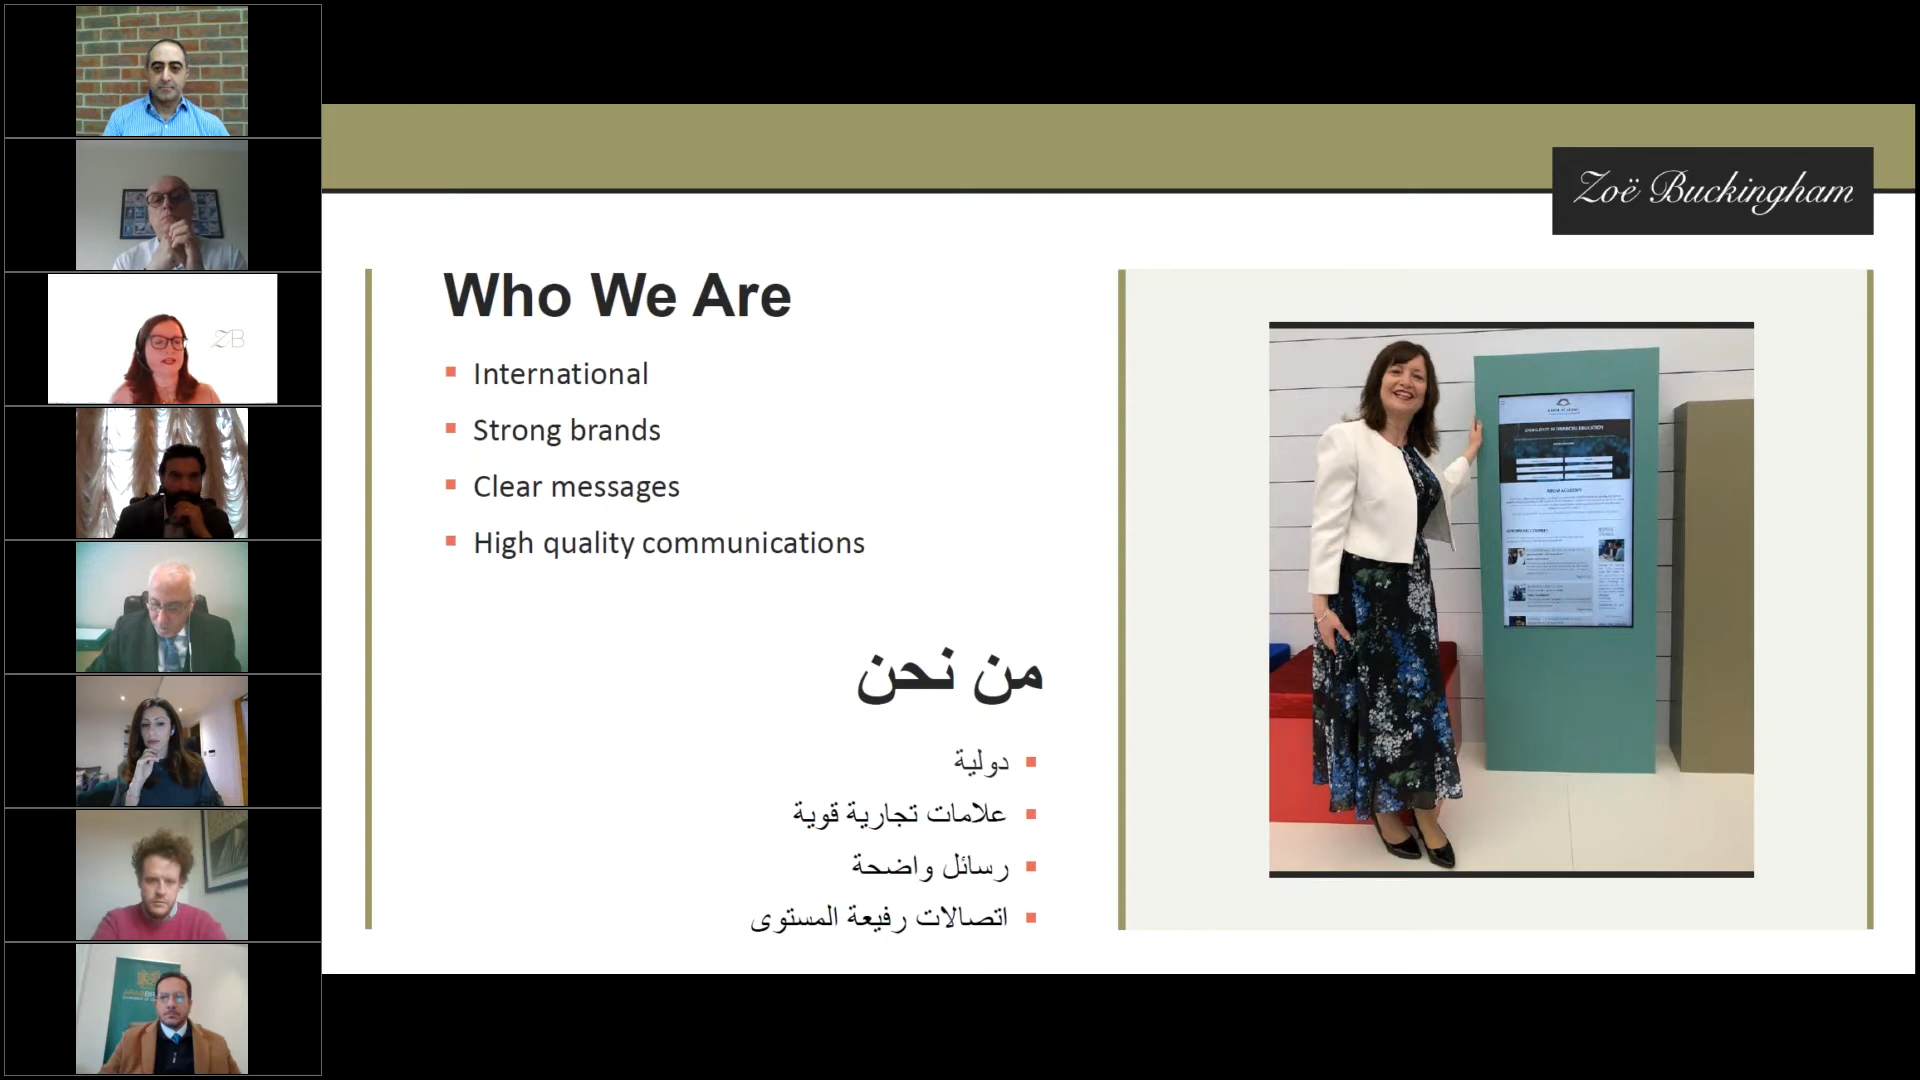 Zoë Buckingham
Who We Are
International
Strong brands
Clear messages
High quality communications
من نحن
دولية
علامات تجارية قوية
رسائل واضحة
اتصالات رفيعة المستوى
ZB